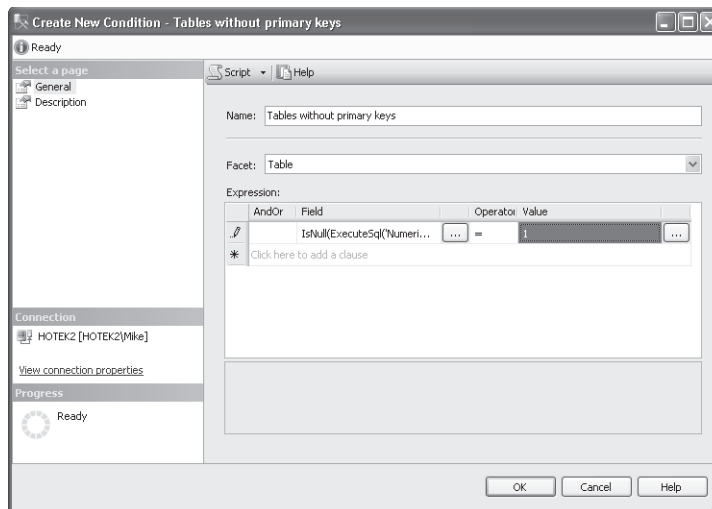 Create New Condition - Tables without primary keys
Ready
Select a page
General
Description
Script
Help
Name: Tables without primary keys
Facet: Table
Expression:
AndOr Field Operator Value
IsNull(ExecuteSql('Numeri... ... = 1 ...
Click here to add a clause
Connection
HOTEK2 [HOTEK2\Mike]
View connection properties
Progress
Ready
OK Cancel Help